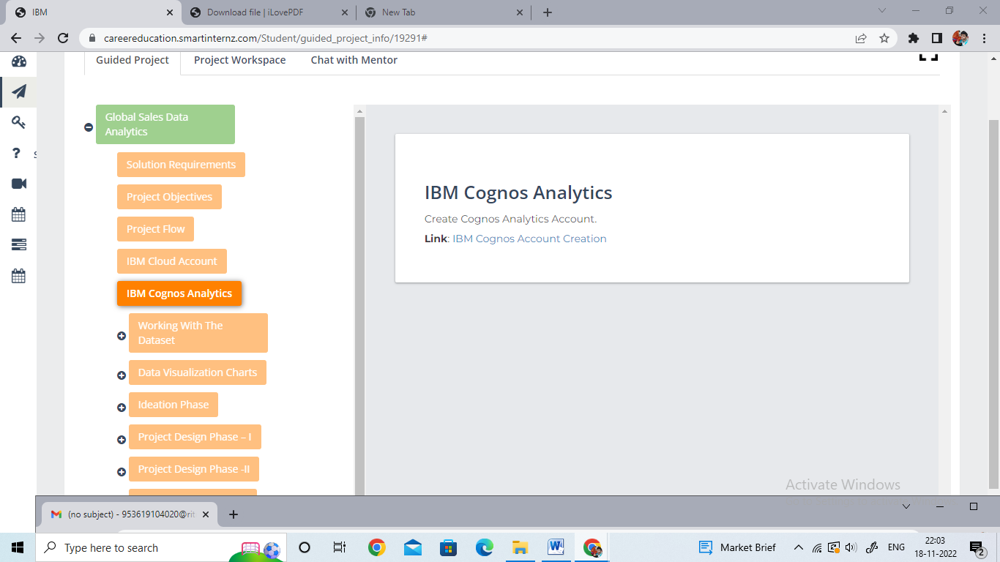 IBM
Download file | iLovePDF
New Tab
careereducation.smartinternz.com/Student/guided_project_info/19291#
Guided Project
Project Workspace
Chat with Mentor
Global Sales Data
Analytics
Solution Requirements
Project Objectives
Project Flow
IBM Cloud Account
IBM Cognos Analytics
Working With The
Dataset
Data Visualization Charts
Ideation Phase
Project Design Phase – I
Project Design Phase -II
IBM Cognos Analytics
Create Cognos Analytics Account.
Link: IBM Cognos Account Creation
Activate Windows
(no subject) - 953619104020@rit
Type here to search
Market Brief
ENG
22:03
18-11-2022
2